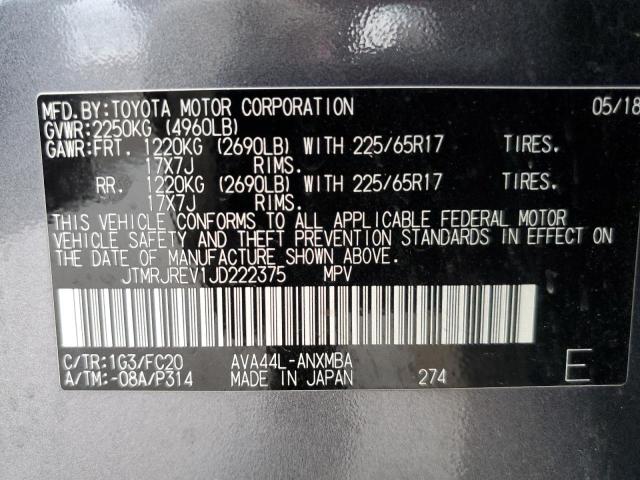 MFD. BY: TOYOTA MOTOR CORPORATION 05/18
GVWR: 2250KG (4960LB)
GAWR: FRT. 1220KG (2690LB) WITH 225/65R17 TIRES.
17X7J RIMS.
RR. 1220KG (2690LB) WITH 225/65R17 TIRES.
17X7J RIMS.
THIS VEHICLE CONFORMS TO ALL APPLICABLE FEDERAL MOTOR
VEHICLE SAFETY AND THEFT PREVENTION STANDARDS IN EFFECT ON
THE DATE OF MANUFACTURE SHOWN ABOVE.
JTMRJREV1JD222375 MPV
C/TR: 1G3/FC20 AVA44L-ANXMBA
A/TM: -08A/P314 MADE IN JAPAN 274 E